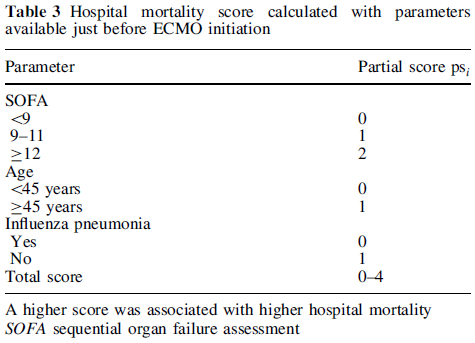 Table 3 Hospital mortality score calculated with parameters
available just before ECMO initiation
Parameter Partial score psi
SOFA
<9 0
9–11 1
≥12 2
Age
<45 years 0
≥45 years 1
Influenza pneumonia
Yes 0
No 1
Total score 0–4
A higher score was associated with higher hospital mortality
SOFA sequential organ failure assessment